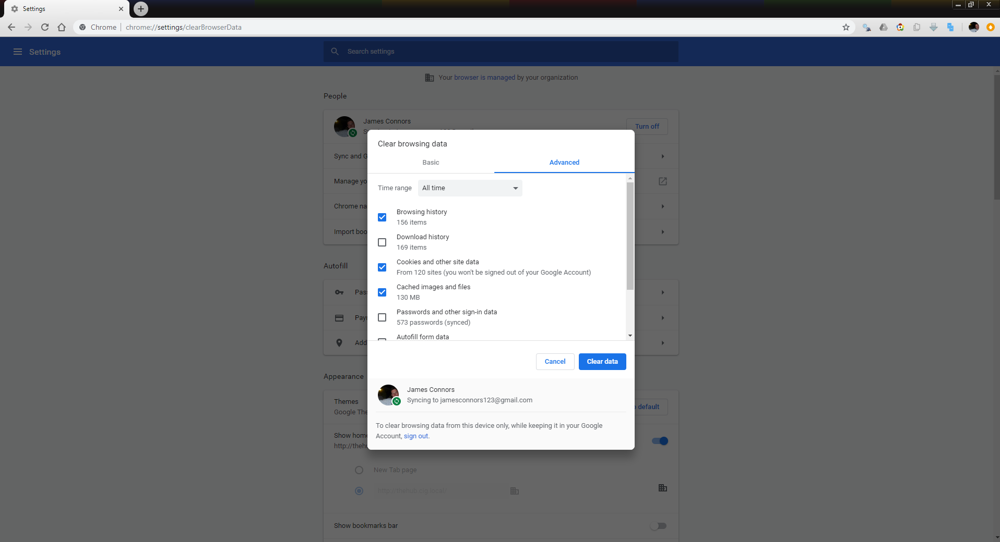 Settings
Chrome chrome://settings/clearBrowserData
Settings
Search settings
Your browser is managed by your organization
People
James Connors
Turn off
Sync and G
Manage yo
Chrome na
Import boo
Autofill
Pas
Pay
Add
Appearance
Themes
Google The
default
Show home
http://thehu
New Tab page
http://thehub.cig.local/
Show bookmarks bar
Clear browsing data
Basic
Advanced
Time range
All time
Browsing history
156 items
Download history
169 items
Cookies and other site data
From 120 sites (you won't be signed out of your Google Account)
Cached images and files
130 MB
Passwords and other sign-in data
573 passwords (synced)
Autofill form data
Cancel
Clear data
James Connors
Syncing to jamesconnors123@gmail.com
To clear browsing data from this device only, while keeping it in your Google
Account, sign out.